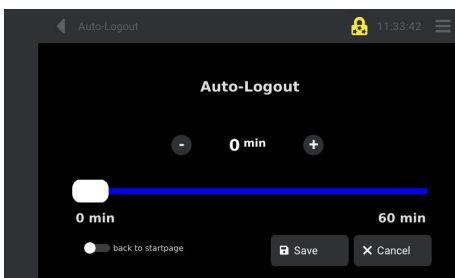 Auto-Logout 11:33:42
Auto-Logout
- 0 min +
0 min 60 min
back to startpage Save Cancel